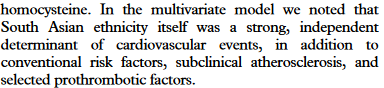 homocysteine. In the multivariate model we noted that
South Asian ethnicity itself was a strong, independent
determinant of cardiovascular events, in addition to
conventional risk factors, subclinical atherosclerosis, and
selected prothrombotic factors.